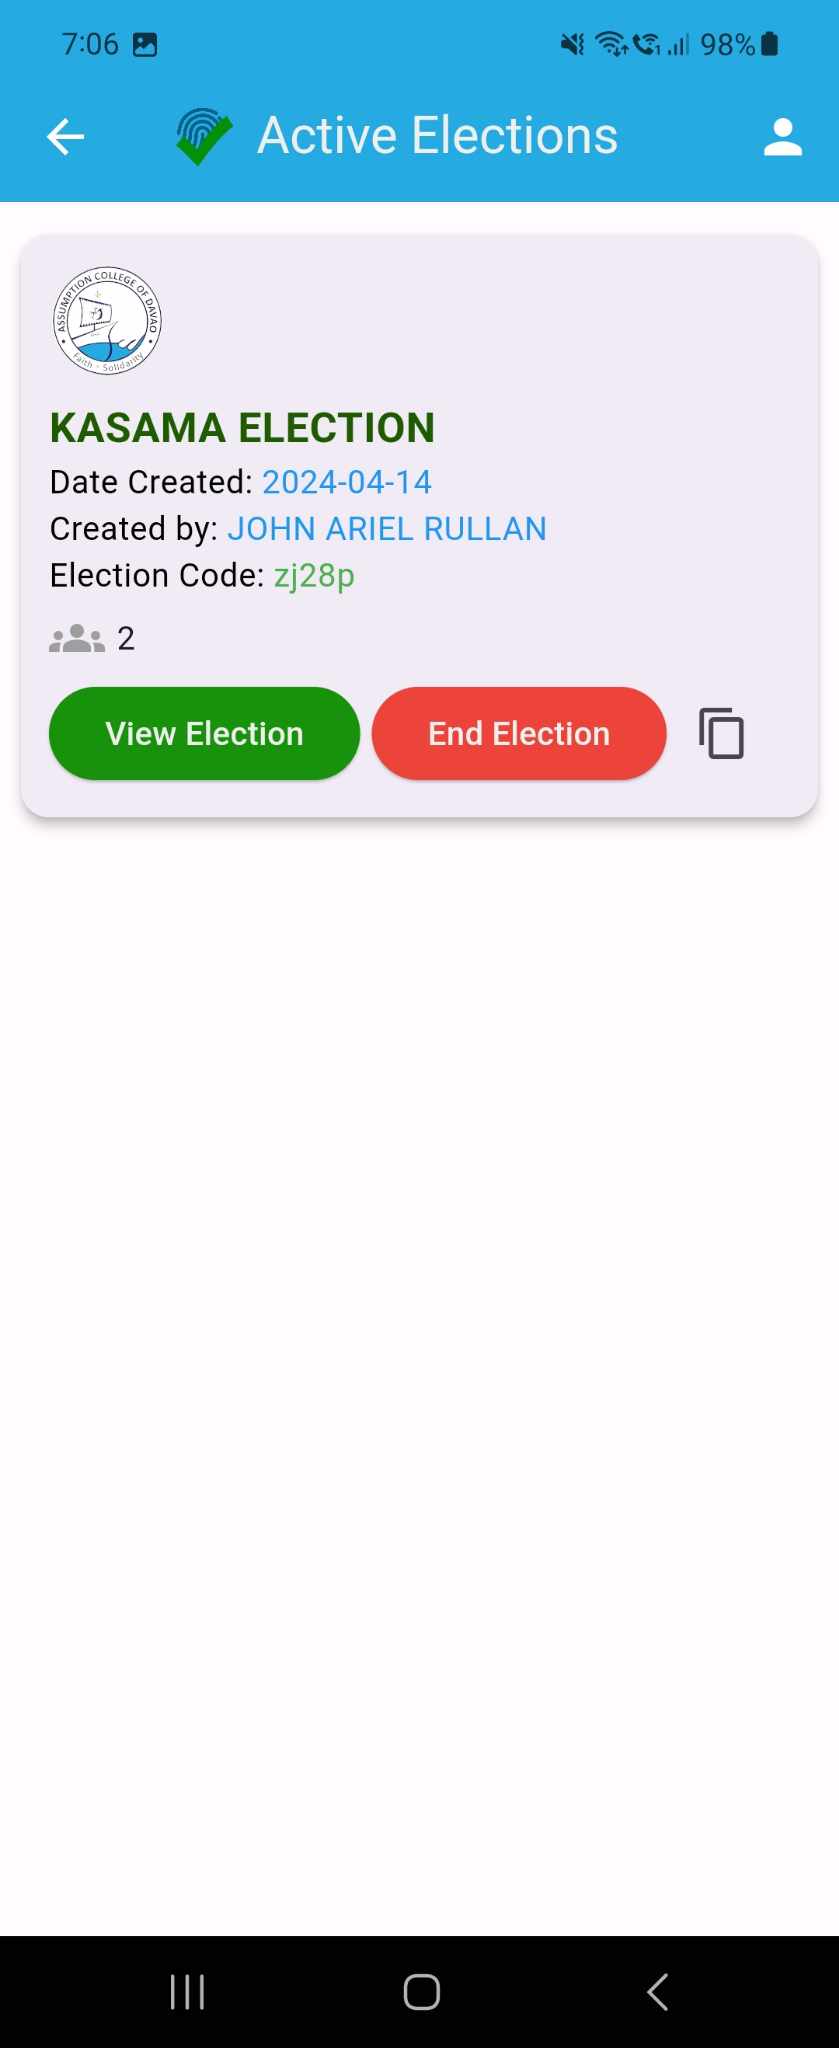 7:06 98%
Active Elections
ASSUMPTION COLLEGE OF DAVAO
Faith - Solidarity
KASAMA ELECTION
Date Created: 2024-04-14
Created by: JOHN ARIEL RULLAN
Election Code: zj28p
2
View Election End Election